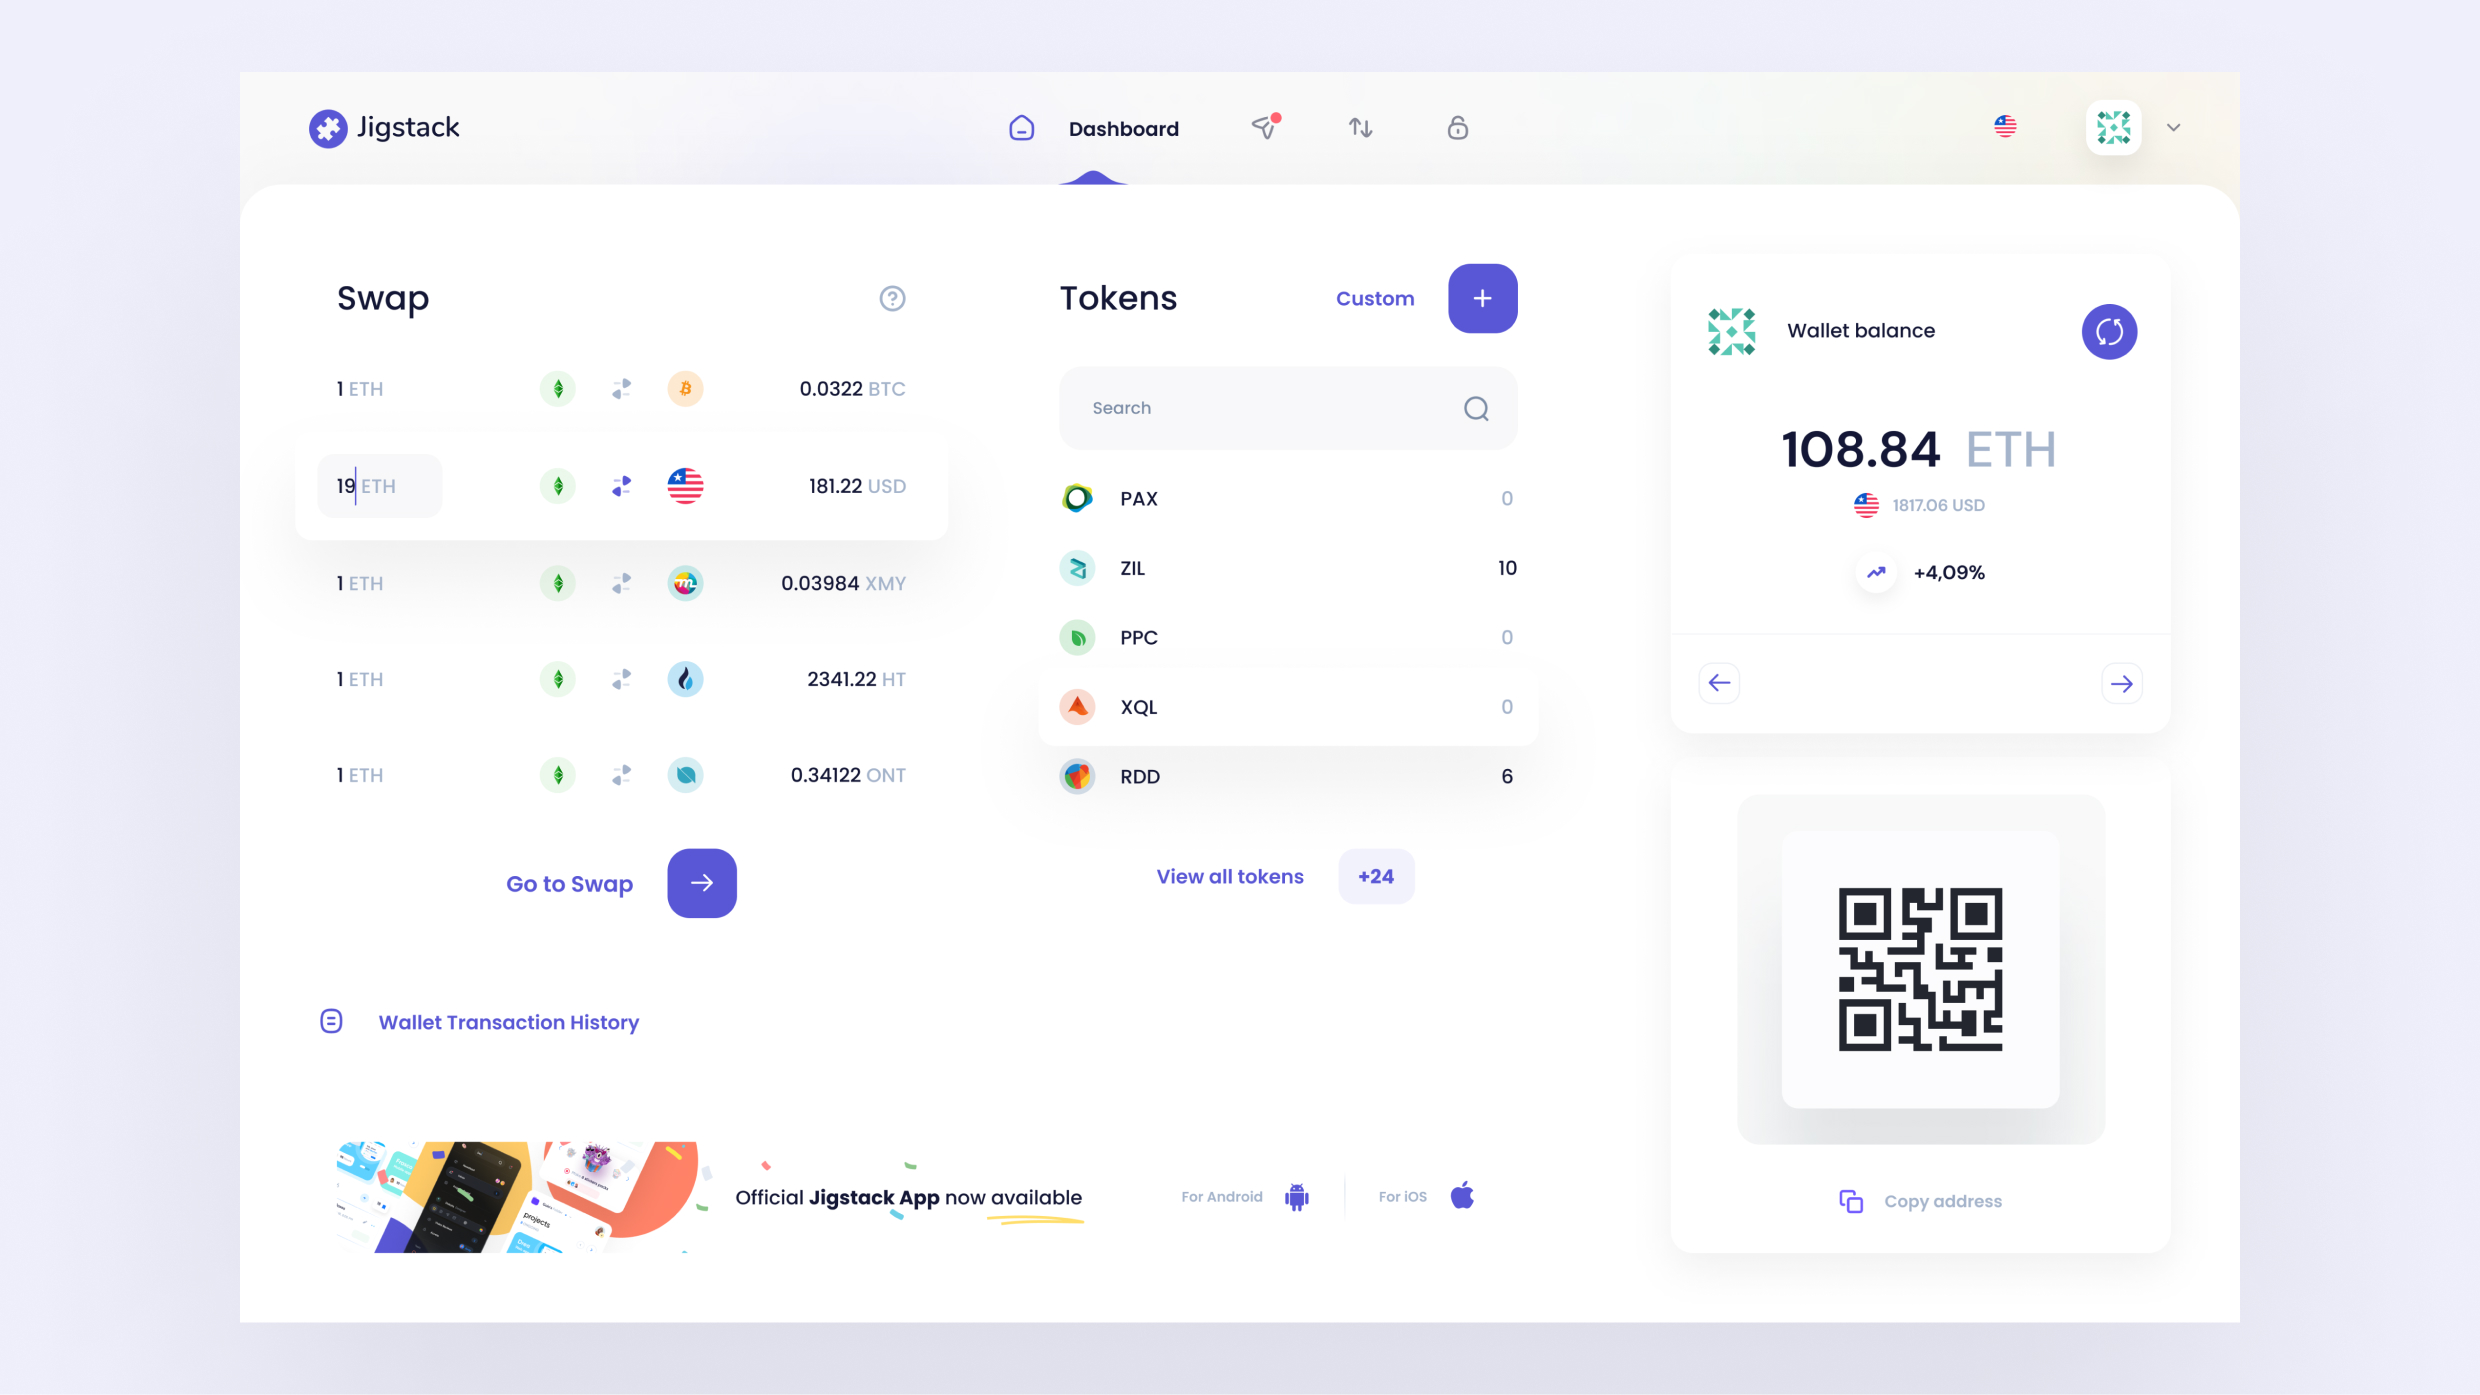 Jigstack
Dashboard
Swap
1 ETH 0.0322 BTC
19 ETH 181.22 USD
1 ETH 0.03984 XMY
1 ETH 2341.22 HT
1 ETH 0.34122 ONT
Go to Swap
Wallet Transaction History
Tokens
Custom
Search
PAX 0
ZIL 10
PPC 0
XQL 0
RDD 6
View all tokens +24
Wallet balance
108.84 ETH
1817.06 USD
+4,09%
Copy address
projects
Official Jigstack App now available
For Android
For iOS